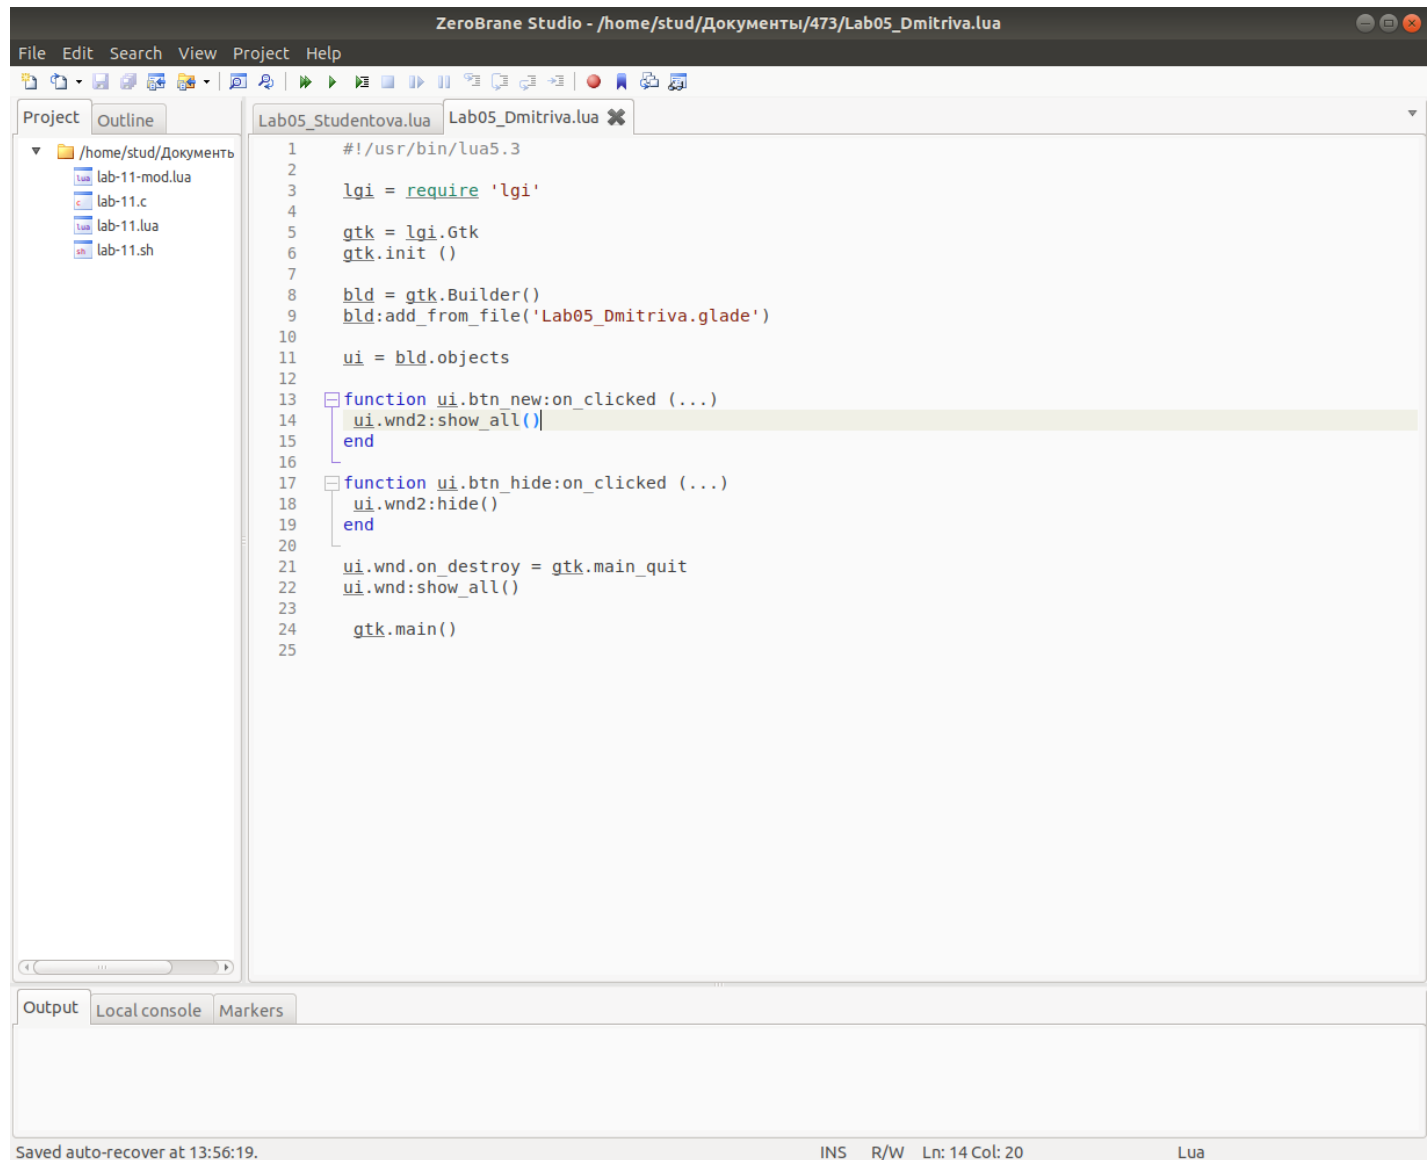 ZeroBrane Studio - /home/stud/Документы/473/Lab05_Dmitriva.lua
File Edit Search View Project Help
Project Outline
Lab05_Studentova.lua Lab05_Dmitriva.lua
/home/stud/Документь
lab-11-mod.lua
lab-11.c
lab-11.lua
lab-11.sh
1 #!/usr/bin/lua5.3
2
3 lgi = require 'lgi'
4
5 gtk = lgi.Gtk
6 gtk.init ()
7
8 bld = gtk.Builder()
9 bld:add_from_file('Lab05_Dmitriva.glade')
10
11 ui = bld.objects
12
13 function ui.btn_new:on_clicked (...)
14 ui.wnd2:show_all()
15 end
16
17 function ui.btn_hide:on_clicked (...)
18 ui.wnd2:hide()
19 end
20
21 ui.wnd.on_destroy = gtk.main_quit
22 ui.wnd:show_all()
23
24 gtk.main()
25
Output Local console Markers
Saved auto-recover at 13:56:19. INS R/W Ln: 14 Col: 20 Lua